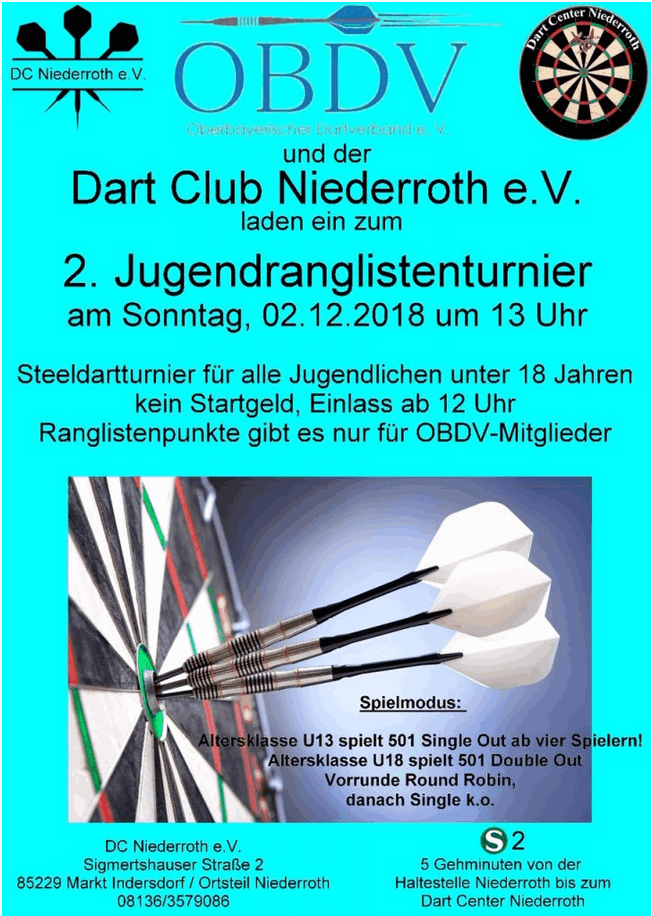 DC Niederroth e.V.
OBDV
Oberbayerischer Dartverband e. V.
Dart Center Niederroth
und der
Dart Club Niederroth e.V.
laden ein zum
2. Jugendranglistenturnier
am Sonntag, 02.12.2018 um 13 Uhr
Steeldartturnier für alle Jugendlichen unter 18 Jahren
kein Startgeld, Einlass ab 12 Uhr
Ranglistenpunkte gibt es nur für OBDV-Mitglieder
Spielmodus:
Altersklasse U13 spielt 501 Single Out ab vier Spielern!
Altersklasse U18 spielt 501 Double Out
Vorrunde Round Robin,
danach Single k.o.
DC Niederroth e.V.
Sigmertshauser Straße 2
85229 Markt Indersdorf / Ortsteil Niederroth
08136/3579086
S 2
5 Gehminuten von der
Haltestelle Niederroth bis zum
Dart Center Niederroth